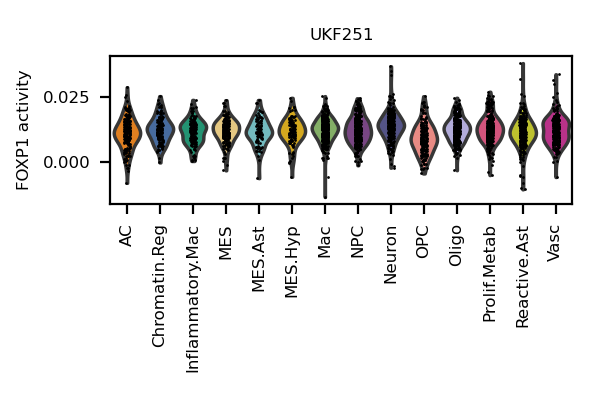 UKF251
FOXP1 activity
0.025
0.000
AC
Chromatin.Reg
Inflammatory.Mac
MES
MES.Ast
MES.Hyp
Mac
NPC
Neuron
OPC
Oligo
Prolif.Metab
Reactive.Ast
Vasc